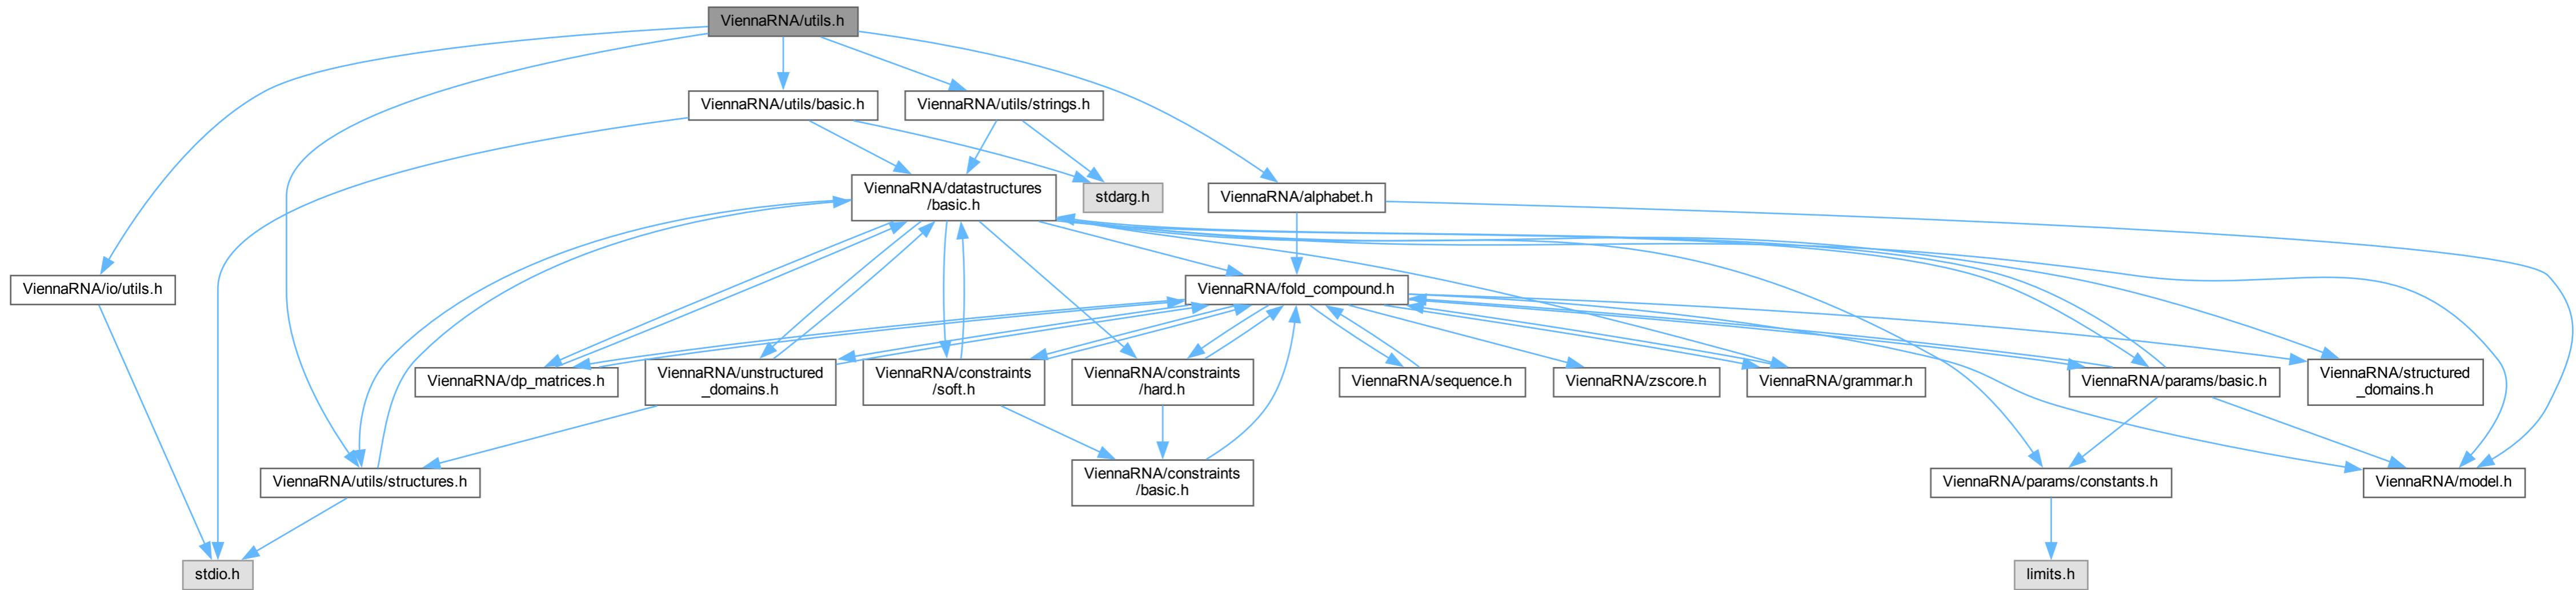 ViennaRNA/utils.h
ViennaRNA/utils/basic.h
ViennaRNA/utils/strings.h
ViennaRNA/datastructures
/basic.h
stdarg.h
ViennaRNA/alphabet.h
ViennaRNA/io/utils.h
ViennaRNA/fold_compound.h
ViennaRNA/dp_matrices.h
ViennaRNA/unstructured
_domains.h
ViennaRNA/constraints
/soft.h
ViennaRNA/constraints
/hard.h
ViennaRNA/sequence.h
ViennaRNA/zscore.h
ViennaRNA/grammar.h
ViennaRNA/params/basic.h
ViennaRNA/structured
_domains.h
ViennaRNA/utils/structures.h
ViennaRNA/constraints
/basic.h
ViennaRNA/params/constants.h
ViennaRNA/model.h
stdio.h
limits.h